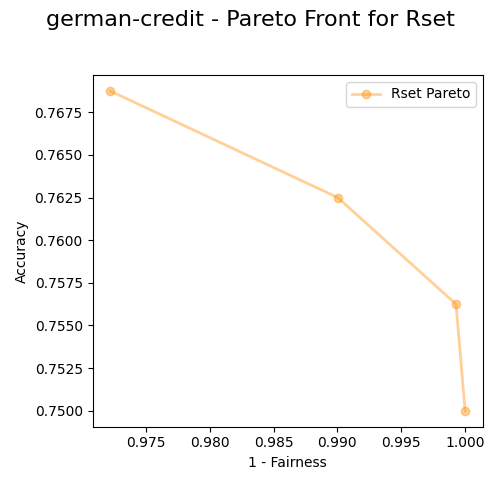 german-credit - Pareto Front for Rset
Rset Pareto
Accuracy
0.7675
0.7650
0.7625
0.7600
0.7575
0.7550
0.7525
0.7500
0.975 0.980 0.985 0.990 0.995 1.000
1 - Fairness